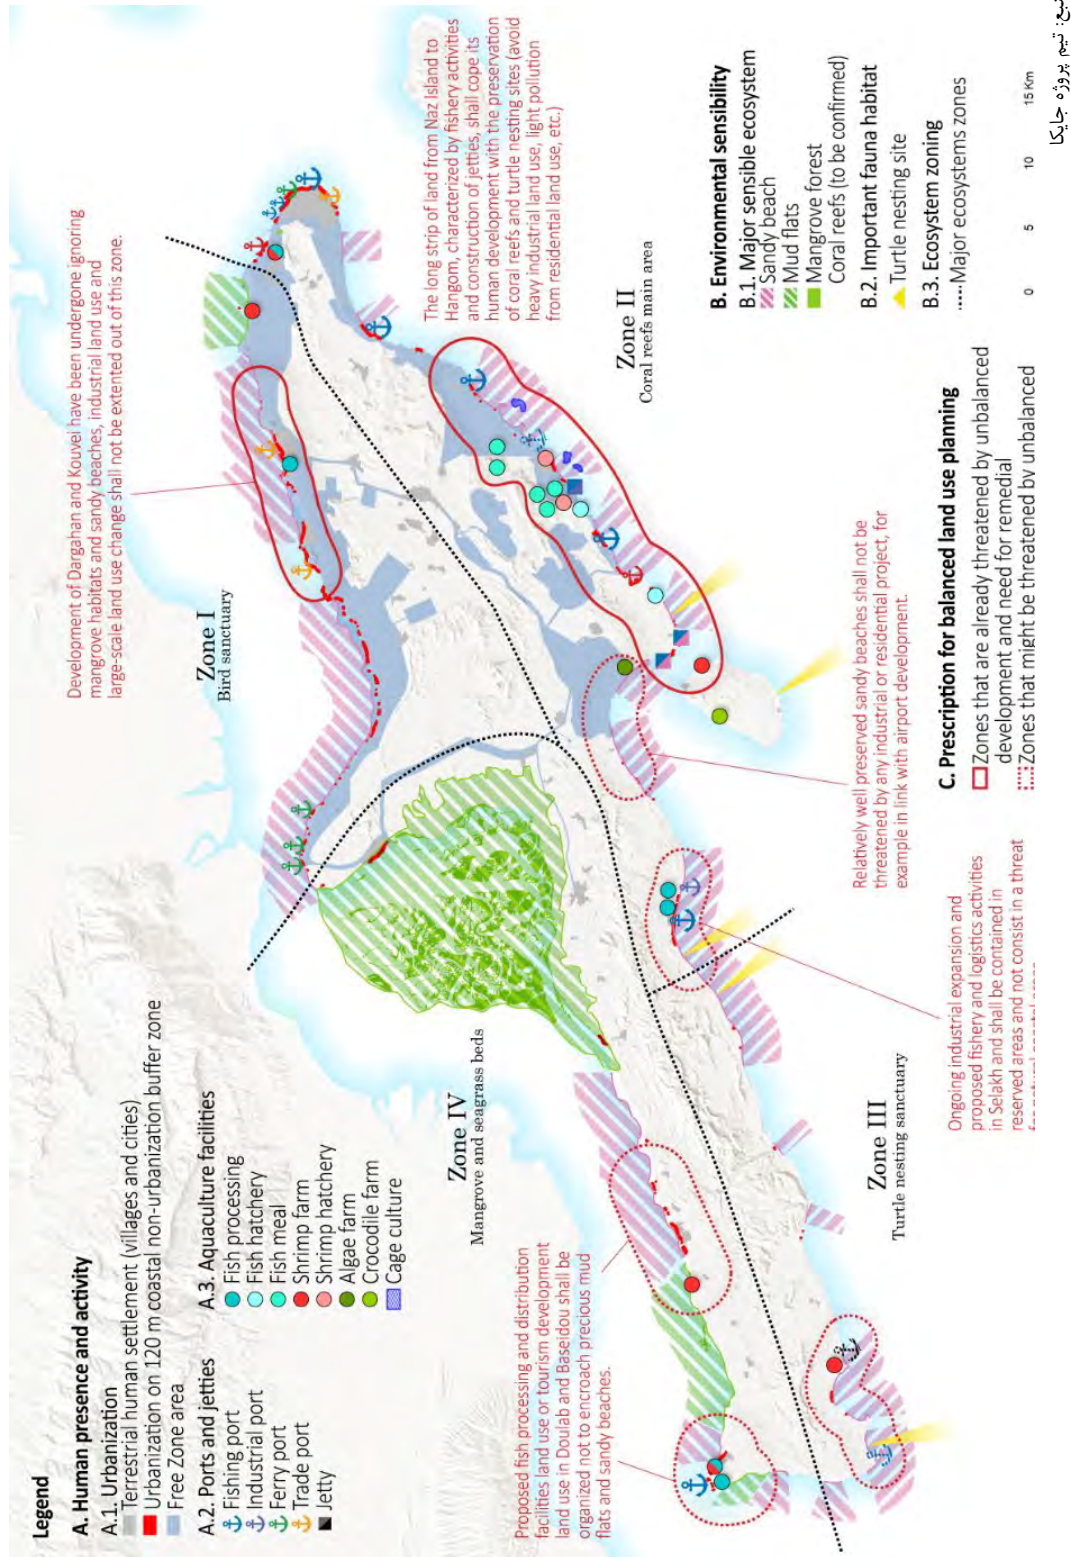 Legend
A. Human presence and activity
A.1. Urbanization
Terrestrial human settlement (villages and cities)
Urbanization on 120 m coastal non-urbanization buffer zone
Free Zone area
A.2. Ports and jetties
Fishing port
Industrial port
Ferry port
Trade port
Jetty
A.3. Aquaculture facilities
Fish processing
Fish hatchery
Fish meal
Shrimp farm
Shrimp hatchery
Algae farm
Crocodile farm
Cage culture
Development of Dargahan and Kouvei have been undergone ignoring
mangrove habitats and sandy beaches, industrial land use and
large-scale land use change shall not be extented out of this zone.
Zone I
Bird sanctuary
Zone IV
Mangrove and seagrass beds
Proposed fish processing and distribution
facilities land use or tourism development
land use in Doulab and Baseidou shall be
organized not to encroach precious mud
flats and sandy beaches.
The long strip of land from Naz Island to
Hangom, characterized by fishery activities
and construction of jetties, shall cope its
human development with the preservation
of coral reefs and turtle nesting sites (avoid
heavy industrial land use, light pollution
from residential land use, etc.)
Zone II
Coral reefs main area
Relatively well preserved sandy beaches shall not be
threatened by any industrial or residential project, for
example in link with airport development.
Zone III
Turtle nesting sanctuary
Ongoing industrial expansion and
proposed fishery and logistics activities
in Selakh and shall be contained in
reserved areas and not consist in a threat
B. Environmental sensibility
B.1. Major sensible ecosystem
Sandy beach
Mud flats
Mangrove forest
Coral reefs (to be confirmed)
B.2. Important fauna habitat
Turtle nesting site
B.3. Ecosystem zoning
Major ecosystems zones
C. Prescription for balanced land use planning
Zones that are already threatened by unbalanced
development and need for remedial
Zones that might be threatened by unbalanced
0 5 10 15 Km
تیم پروژه جایکا